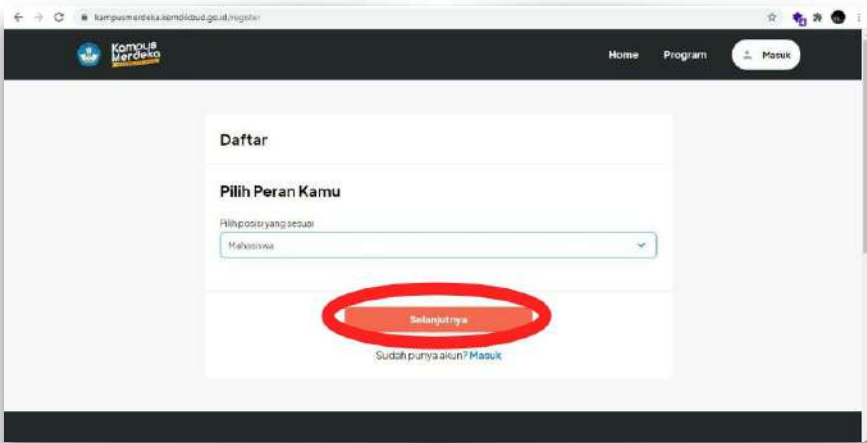 kampusmerdeka.kemdikbud.go.id/register
Kampus
Merdeka
Home
Program
Masuk
Daftar
Pilih Peran Kamu
Pilih posisi yang sesuai
Mahasiswa
Selanjutnya
Sudah punya akun? Masuk